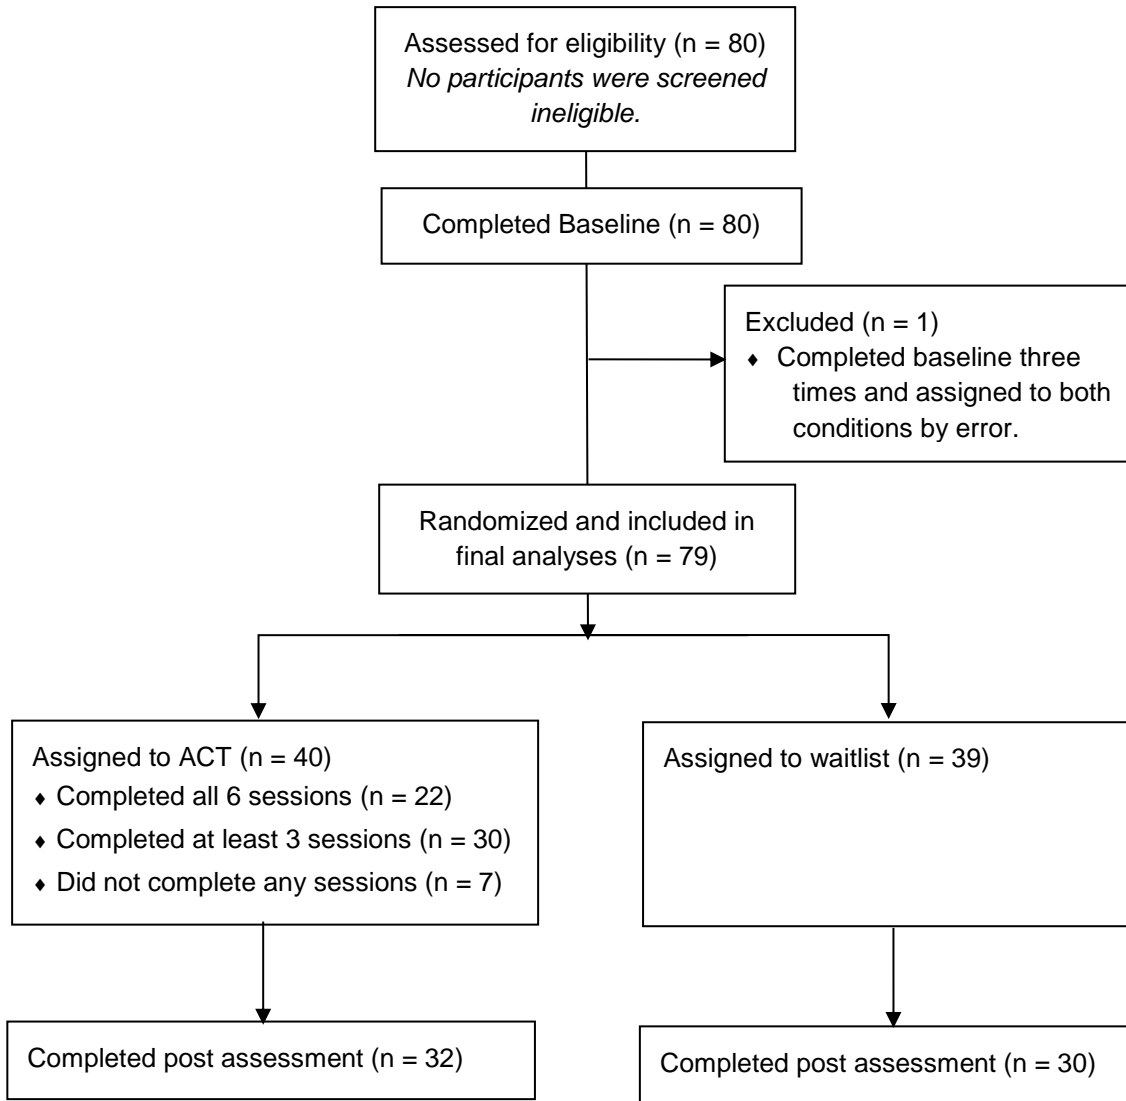 Assessed for eligibility (n = 80)
No participants were screened
ineligible.
Completed Baseline (n = 80)
Excluded (n = 1)
♦ Completed baseline three
times and assigned to both
conditions by error.
Randomized and included in
final analyses (n = 79)
Assigned to ACT (n = 40)
♦ Completed all 6 sessions (n = 22)
♦ Completed at least 3 sessions (n = 30)
♦ Did not complete any sessions (n = 7)
Assigned to waitlist (n = 39)
Completed post assessment (n = 32)
Completed post assessment (n = 30)